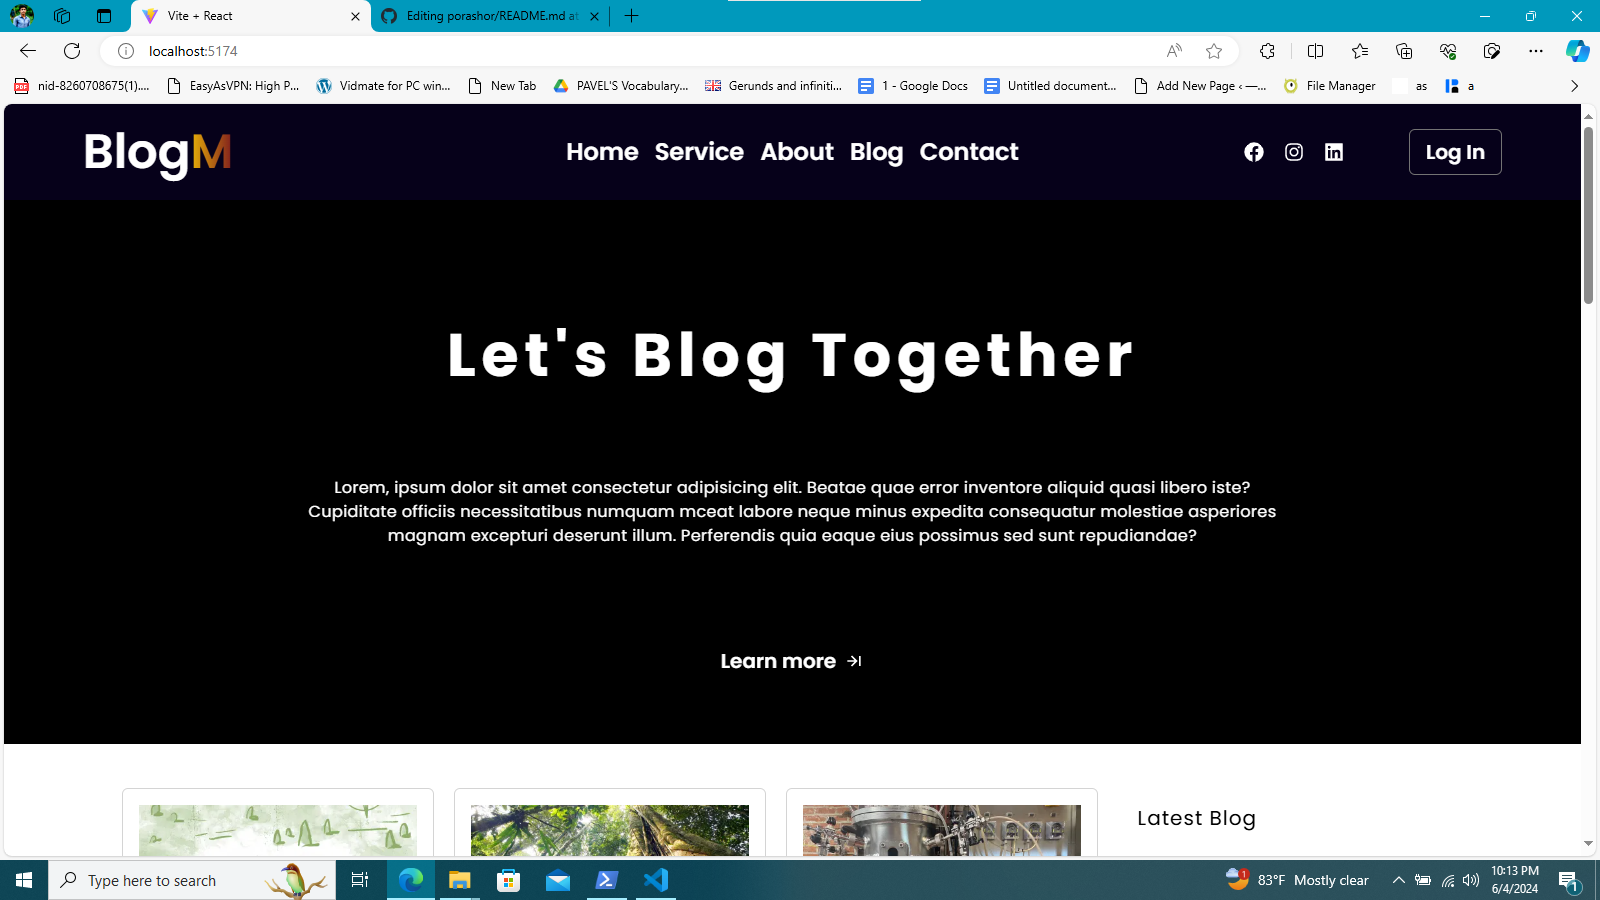 Vite + React
Editing porashor/README.md at
localhost:5174
nid-8260708675(1)....
EasyAsVPN: High P...
Vidmate for PC win...
New Tab
PAVEL'S Vocabulary...
Gerunds and infiniti...
1 - Google Docs
Untitled document...
Add New Page ‹ —...
File Manager
as
a
BlogM
Home Service About Blog Contact
Log In
Let's Blog Together
Lorem, ipsum dolor sit amet consectetur adipisicing elit. Beatae quae error inventore aliquid quasi libero iste?
Cupiditate officiis necessitatibus numquam mceat labore neque minus expedita consequatur molestiae asperiores
magnam excepturi deserunt illum. Perferendis quia eaque eius possimus sed sunt repudiandae?
Learn more
Latest Blog
Type here to search
1
83°F Mostly clear
10:13 PM
6/4/2024
1